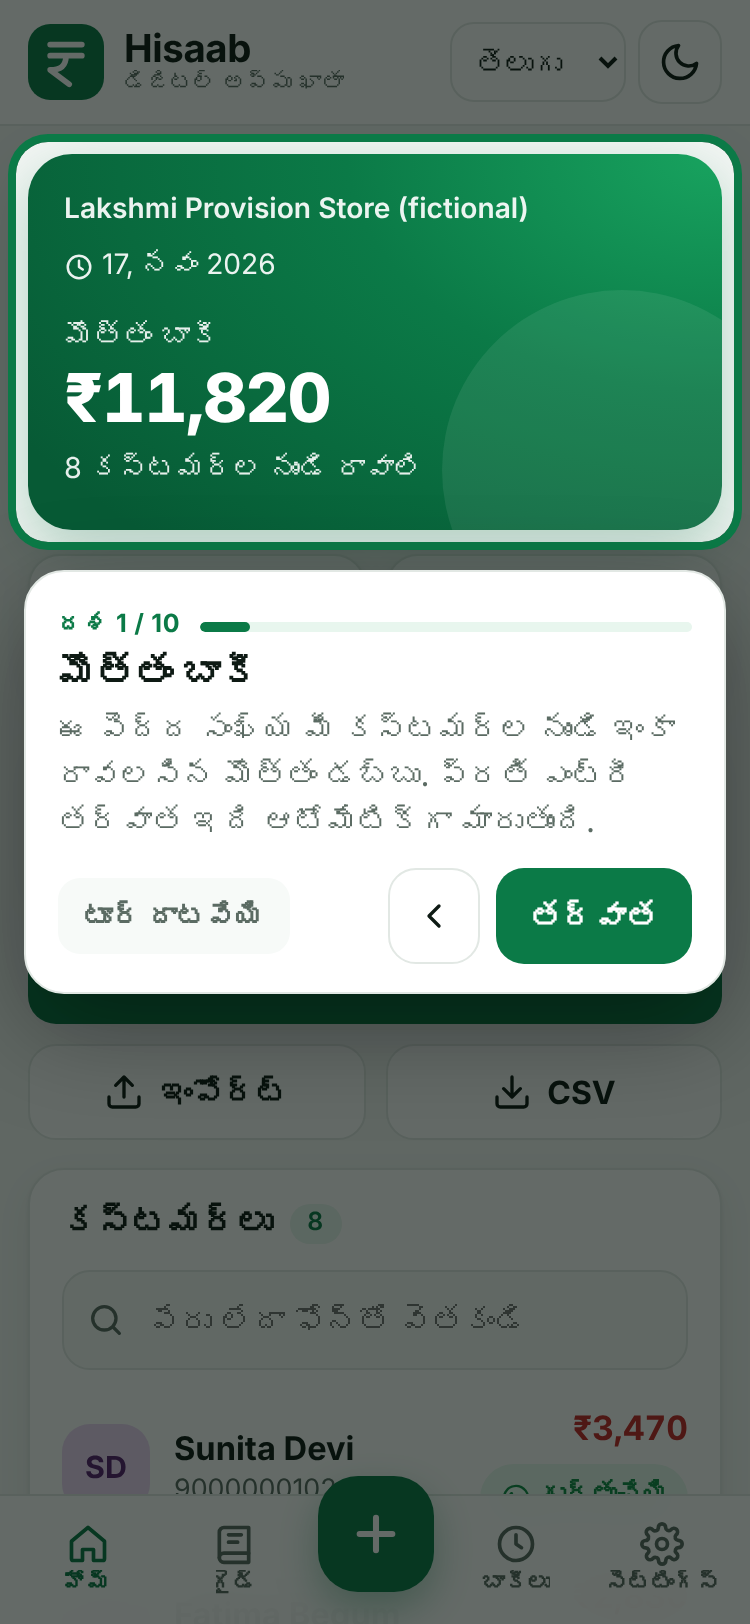 Hisaab
డిజిటల్ అప్పు ఖాతా
తెలుగు
Lakshmi Provision Store (fictional)
17, నవం 2026
మొత్తం బాకీ
₹11,820
8 కస్టమర్ల నుండి రావాలి
దశ 1 / 10
మొత్తం బాకీ
ఈ పెద్ద సంఖ్య మీ కస్టమర్ల నుండి ఇంకా
రావలసిన మొత్తం డబ్బు. ప్రతి ఎంట్రీ
తర్వాత ఇది ఆటోమేటిక్‌గా మారుతుంది.
టూర్ దాటవేయి
తర్వాత
ఇంపోర్ట్
CSV
కస్టమర్లు 8
పేరు లేదా ఫోన్‌తో వెతకండి
₹3,470
SD
Sunita Devi
గుర్తుచేయి
హోమ్
గైడ్
బాకీలు
సెట్టింగ్స్